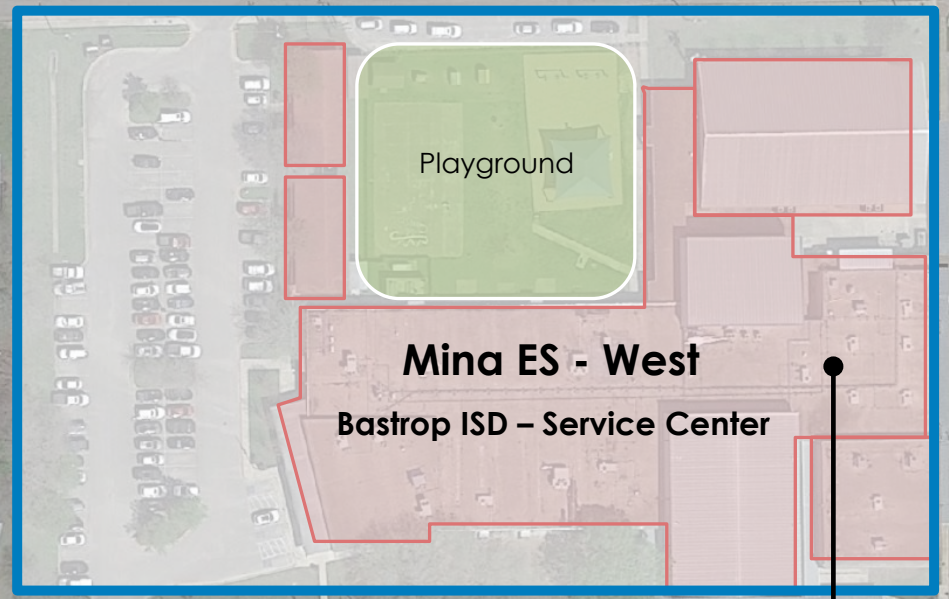 Playground
Mina ES - West
Bastrop ISD – Service Center